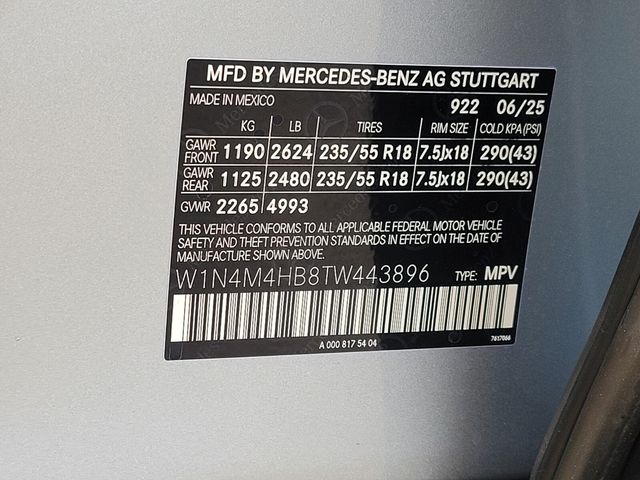 MFD BY MERCEDES-BENZ AG STUTTGART
MADE IN MEXICO 922 06/25
KG LB TIRES RIM SIZE COLD KPA(PSI)
GAWR FRONT 1190 2624 235/55 R18 7.5Jx18 290(43)
GAWR REAR 1125 2480 235/55 R18 7.5Jx18 290(43)
GVWR 2265 4993
THIS VEHICLE CONFORMS TO ALL APPLICABLE FEDERAL MOTOR VEHICLE
SAFETY AND THEFT PREVENTION STANDARDS IN EFFECT ON THE DATE OF
MANUFACTURE SHOWN ABOVE.
W1N4M4HB8TW443896 TYPE: MPV
A 000 817 54 04 7617066